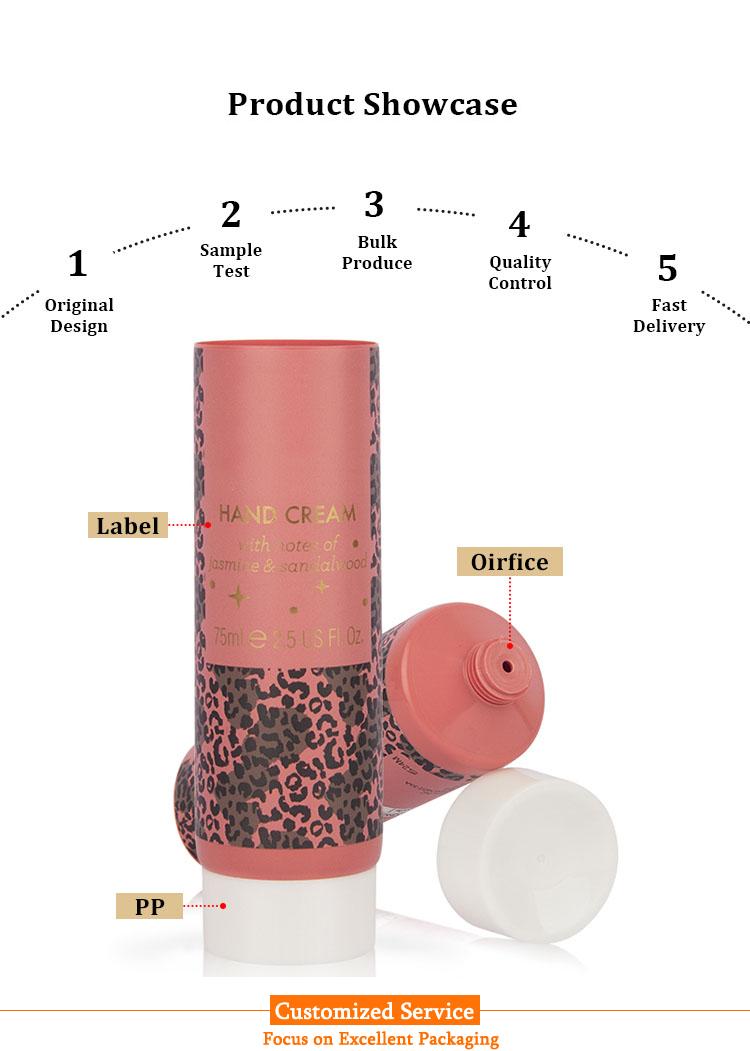 Product Showcase
1
Original
Design
2
Sample
Test
3
Bulk
Produce
4
Quality
Control
5
Fast
Delivery
Label
HAND CREAM
with notes of
jasmine & sandalwood
75ml e 2.5 US Fl. Oz.
Oirfice
PP
Customized Service
Focus on Excellent Packaging